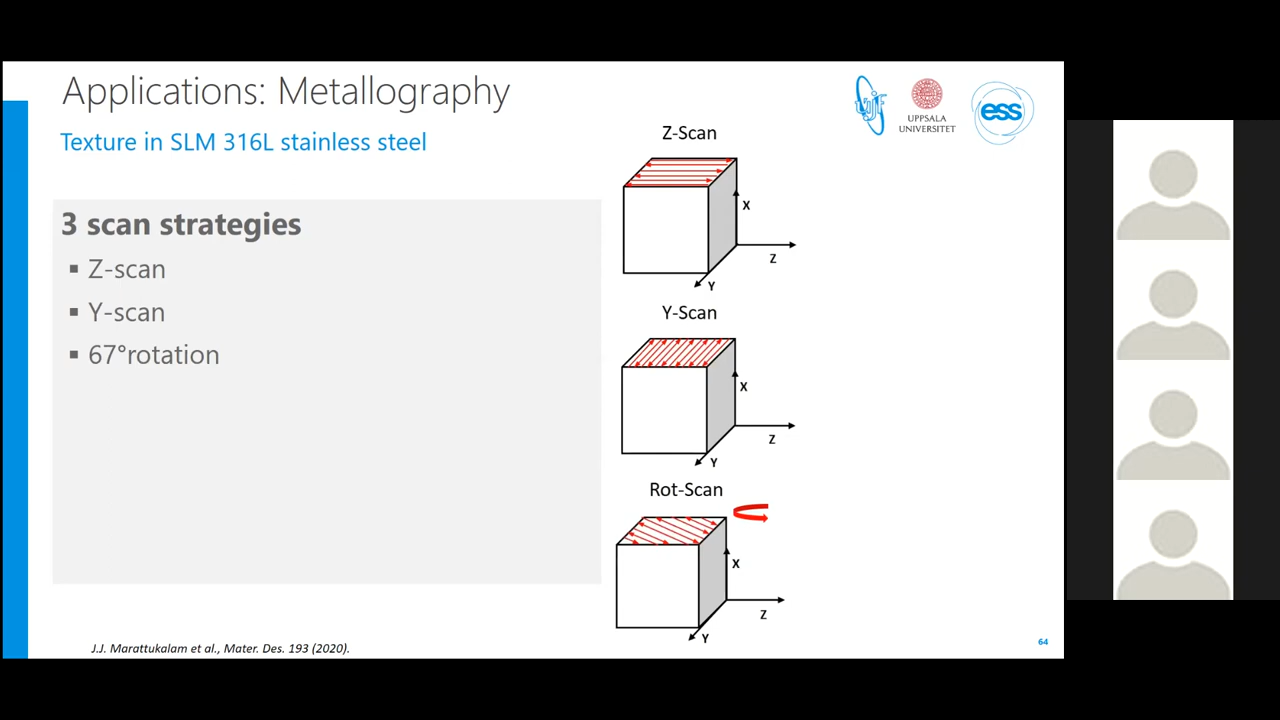 Applications: Metallography
Texture in SLM 316L stainless steel
UPPSALA
UNIVERSITET
ess
3 scan strategies
▪ Z-scan
▪ Y-scan
▪ 67°rotation
Z-Scan
X
Z
Y
Y-Scan
X
Z
Y
Rot-Scan
X
Z
Y
J.J. Marattukalam et al., Mater. Des. 193 (2020).
64